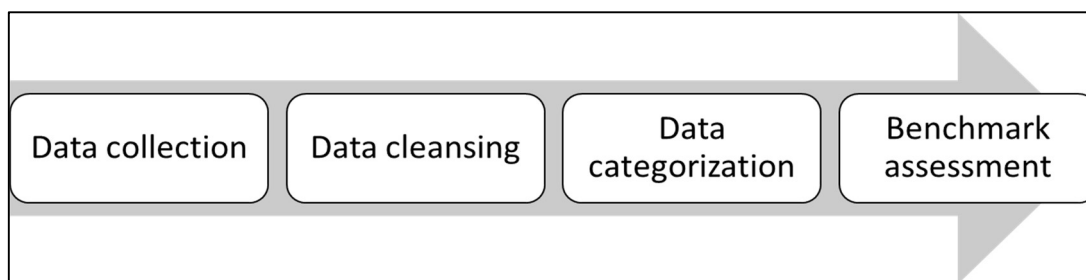 Data collection
Data cleansing
Data
categorization
Benchmark
assessment